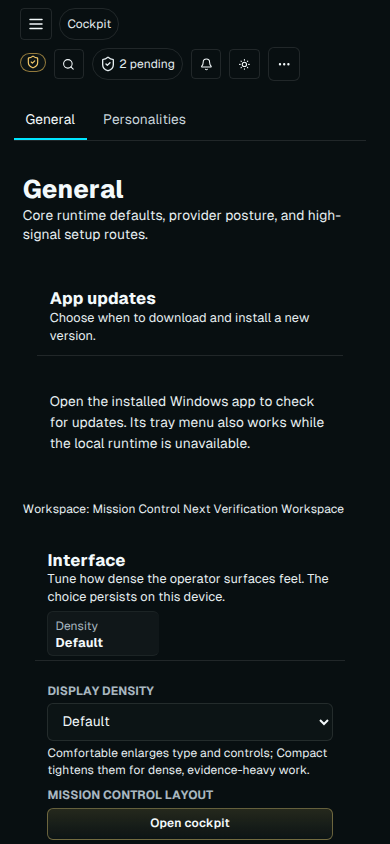 Cockpit
2 pending
General
Personalities
General
Core runtime defaults, provider posture, and high-
signal setup routes.
App updates
Choose when to download and install a new
version.
Open the installed Windows app to check
for updates. Its tray menu also works while
the local runtime is unavailable.
Workspace: Mission Control Next Verification Workspace
Interface
Tune how dense the operator surfaces feel. The
choice persists on this device.
Density
Default
DISPLAY DENSITY
Default
Comfortable enlarges type and controls; Compact
tightens them for dense, evidence-heavy work.
MISSION CONTROL LAYOUT
Open cockpit